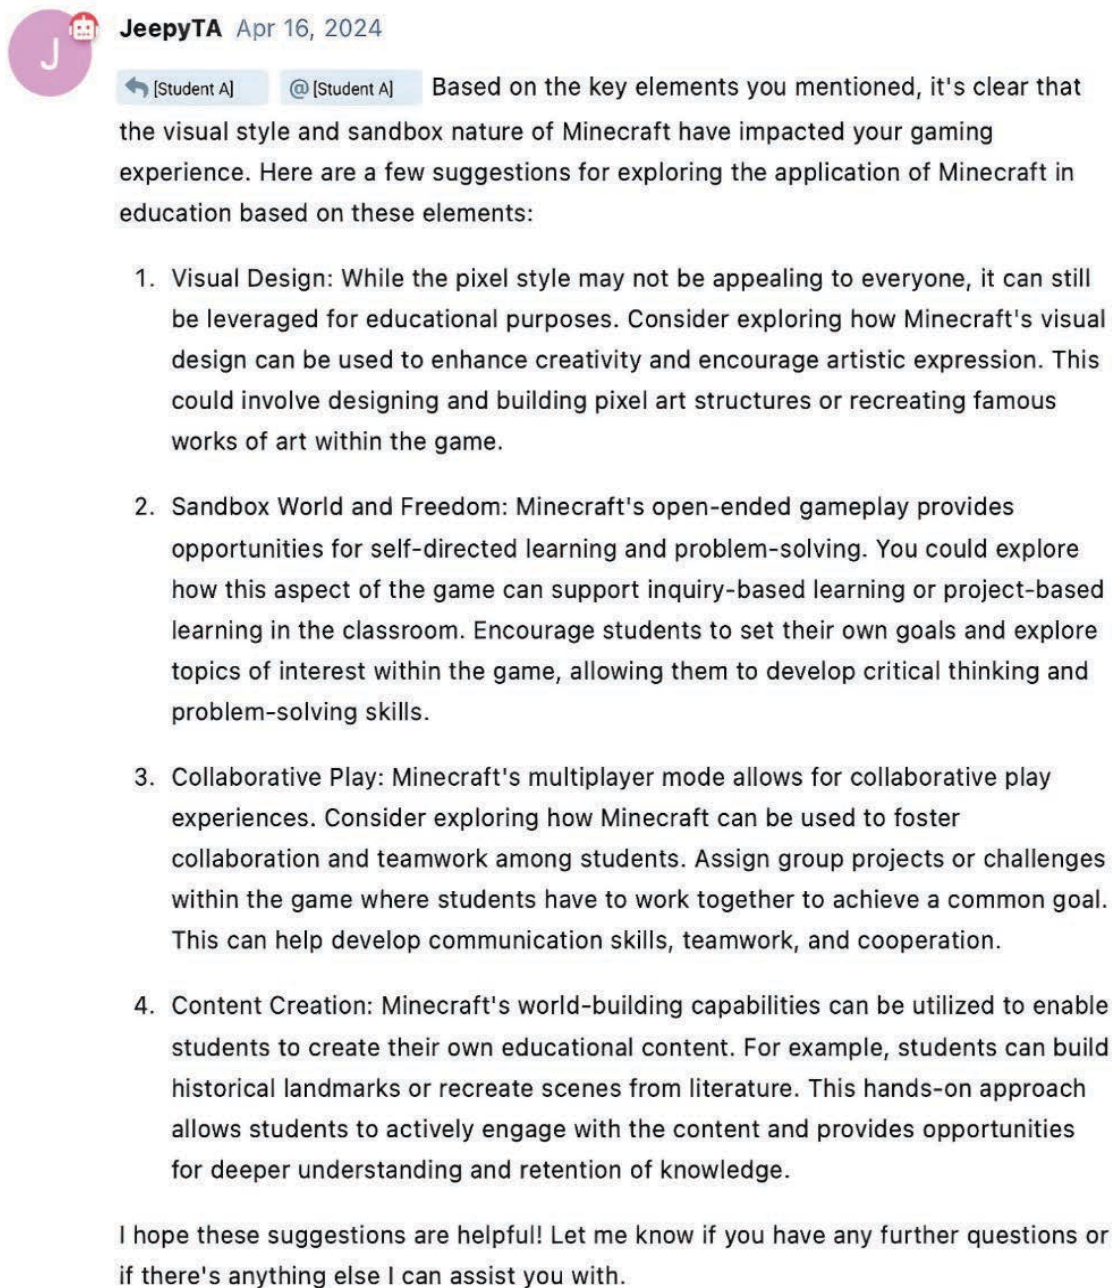 J
JeepyTA Apr 16, 2024
[Student A] @ [Student A] Based on the key elements you mentioned, it's clear that
the visual style and sandbox nature of Minecraft have impacted your gaming
experience. Here are a few suggestions for exploring the application of Minecraft in
education based on these elements:
1. Visual Design: While the pixel style may not be appealing to everyone, it can still
be leveraged for educational purposes. Consider exploring how Minecraft's visual
design can be used to enhance creativity and encourage artistic expression. This
could involve designing and building pixel art structures or recreating famous
works of art within the game.
2. Sandbox World and Freedom: Minecraft's open-ended gameplay provides
opportunities for self-directed learning and problem-solving. You could explore
how this aspect of the game can support inquiry-based learning or project-based
learning in the classroom. Encourage students to set their own goals and explore
topics of interest within the game, allowing them to develop critical thinking and
problem-solving skills.
3. Collaborative Play: Minecraft's multiplayer mode allows for collaborative play
experiences. Consider exploring how Minecraft can be used to foster
collaboration and teamwork among students. Assign group projects or challenges
within the game where students have to work together to achieve a common goal.
This can help develop communication skills, teamwork, and cooperation.
4. Content Creation: Minecraft's world-building capabilities can be utilized to enable
students to create their own educational content. For example, students can build
historical landmarks or recreate scenes from literature. This hands-on approach
allows students to actively engage with the content and provides opportunities
for deeper understanding and retention of knowledge.
I hope these suggestions are helpful! Let me know if you have any further questions or
if there's anything else I can assist you with.